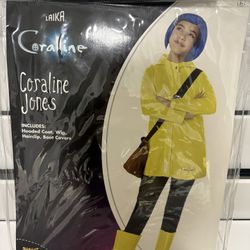 LAIKA
Coraline
Coraline
Jones
INCLUDES:
Hooded Coat, Wig,
Hairclip, Boot Covers